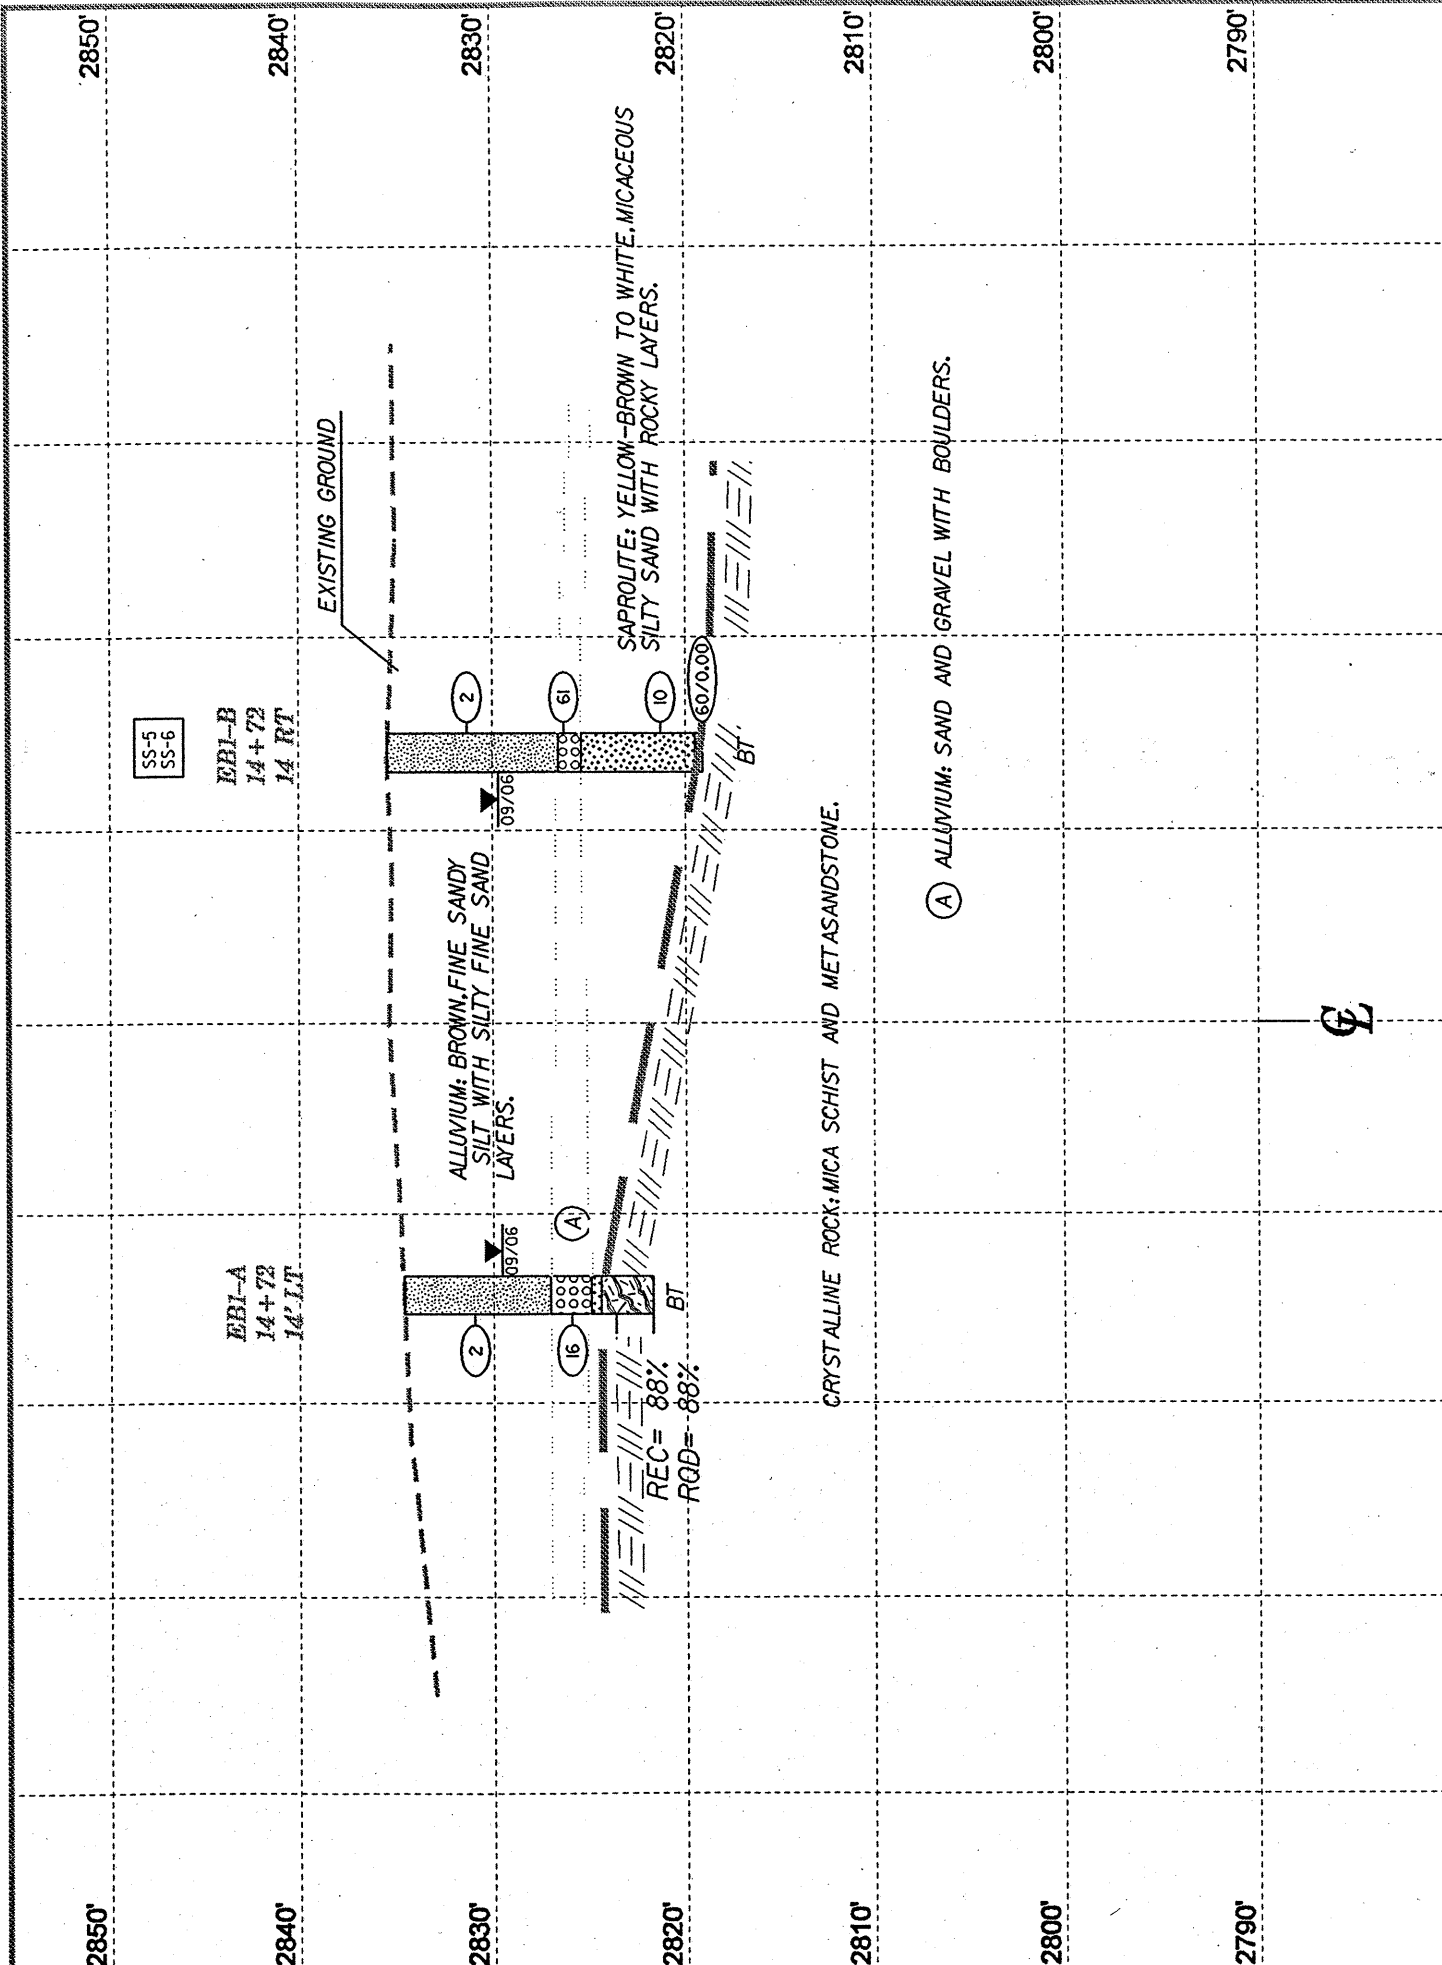 2850'
2840'
2830'
2820'
2810'
2800'
2790'
2850'
2840'
2830'
2820'
2810'
2800'
2790'
EB1-A
14+72
14' LT
SS-5
SS-6
EB1-B
14+72
14 RT
EXISTING GROUND
ALLUVIUM: BROWN, FINE SANDY
SILT WITH SILTY FINE SAND
LAYERS.
2
16
09/06
A
BT
REC= 88%
RQD= 88%
2
61
10
60/0.00
09/06
BT
SAPROLITE: YELLOW-BROWN TO WHITE, MICACEOUS
SILTY SAND WITH ROCKY LAYERS.
CRYSTALLINE ROCK: MICA SCHIST AND METASANDSTONE.
A ALLUVIUM: SAND AND GRAVEL WITH BOULDERS.
CL